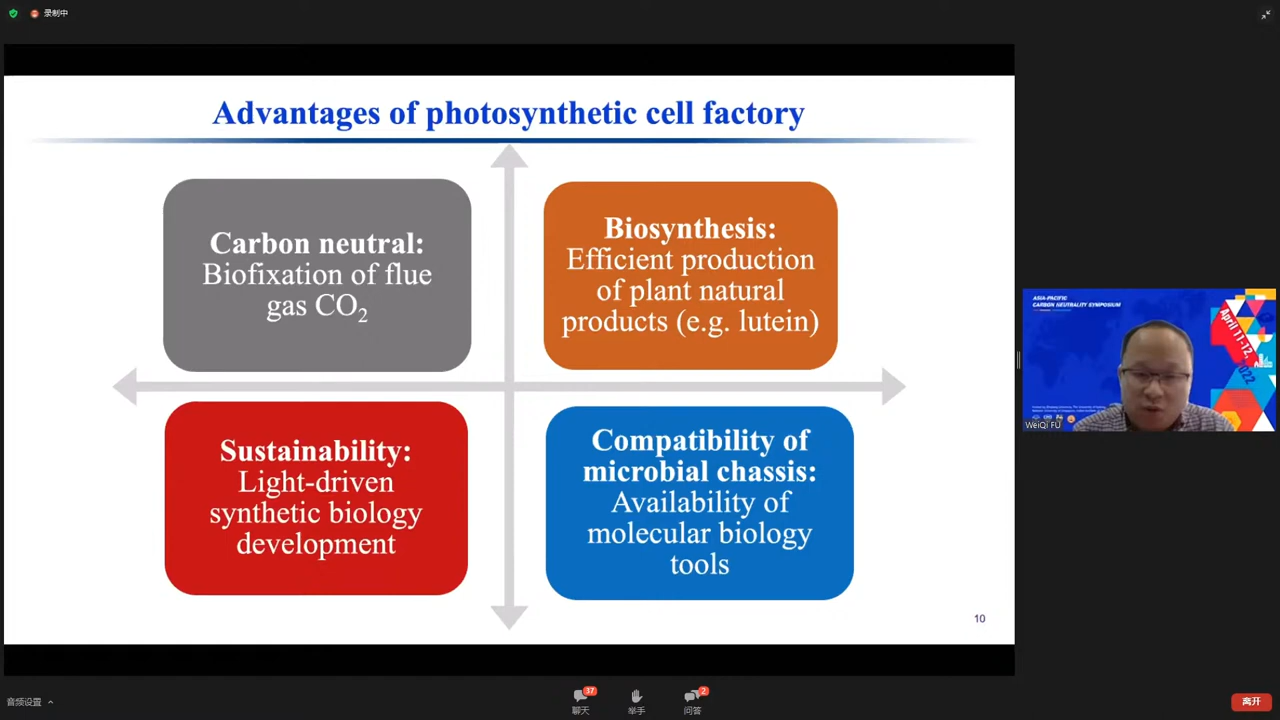 录制中
Advantages of photosynthetic cell factory
Carbon neutral:
Biofixation of flue
gas CO₂
Biosynthesis:
Efficient production
of plant natural
products (e.g. lutein)
Sustainability:
Light-driven
synthetic biology
development
Compatibility of
microbial chassis:
Availability of
molecular biology
tools
10
ASIA-PACIFIC
CARBON NEUTRALITY SYMPOSIUM
April 11-12,
2022
WeiQi FU
音频设置
37
聊天
举手
2
问答
离开